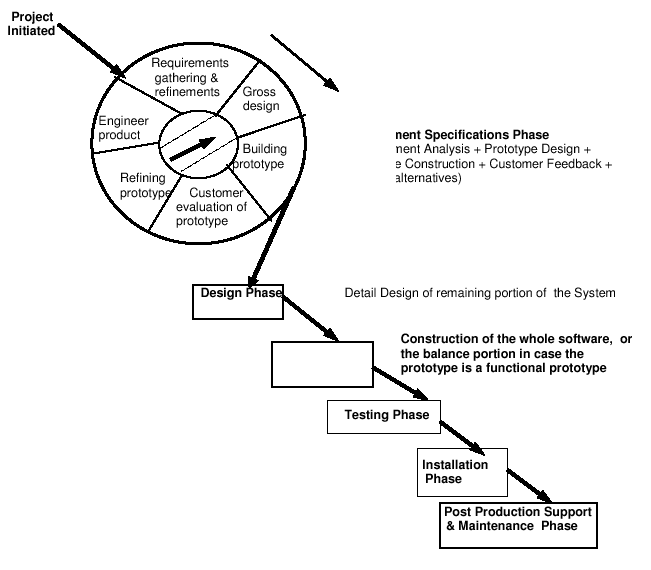 Project
Initiated
Requirements
gathering &
refinements
Gross
design
Engineer
product
Building
prototype
Refining
prototype
Customer
evaluation of
prototype
nent Specifications Phase
nent Analysis + Prototype Design +
e Construction + Customer Feedback +
alternatives)
Design Phase
Detail Design of remaining portion of the System
Construction of the whole software, or
the balance portion in case the
prototype is a functional prototype
Testing Phase
Installation
Phase
Post Production Support
& Maintenance Phase